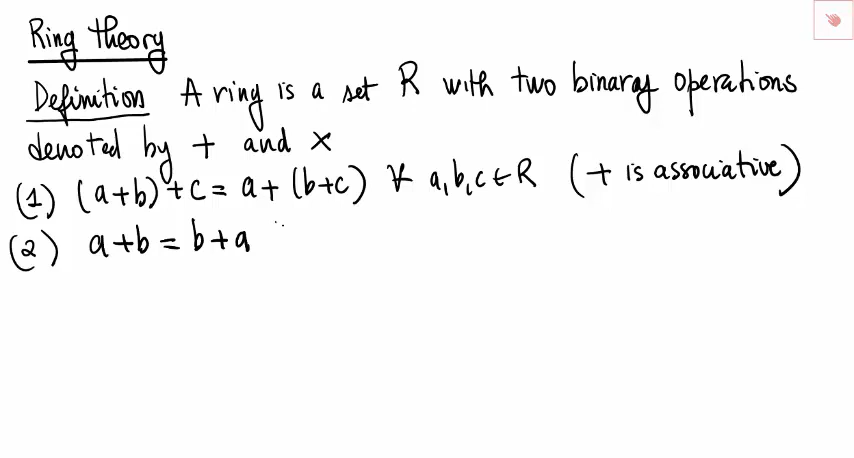 Ring theory
Definition A ring is a set R with two binary operations
denoted by + and ×
(1) (a+b)+c = a+(b+c) ∀ a,b,c ∈ R (+ is associative)
(2) a+b = b+a